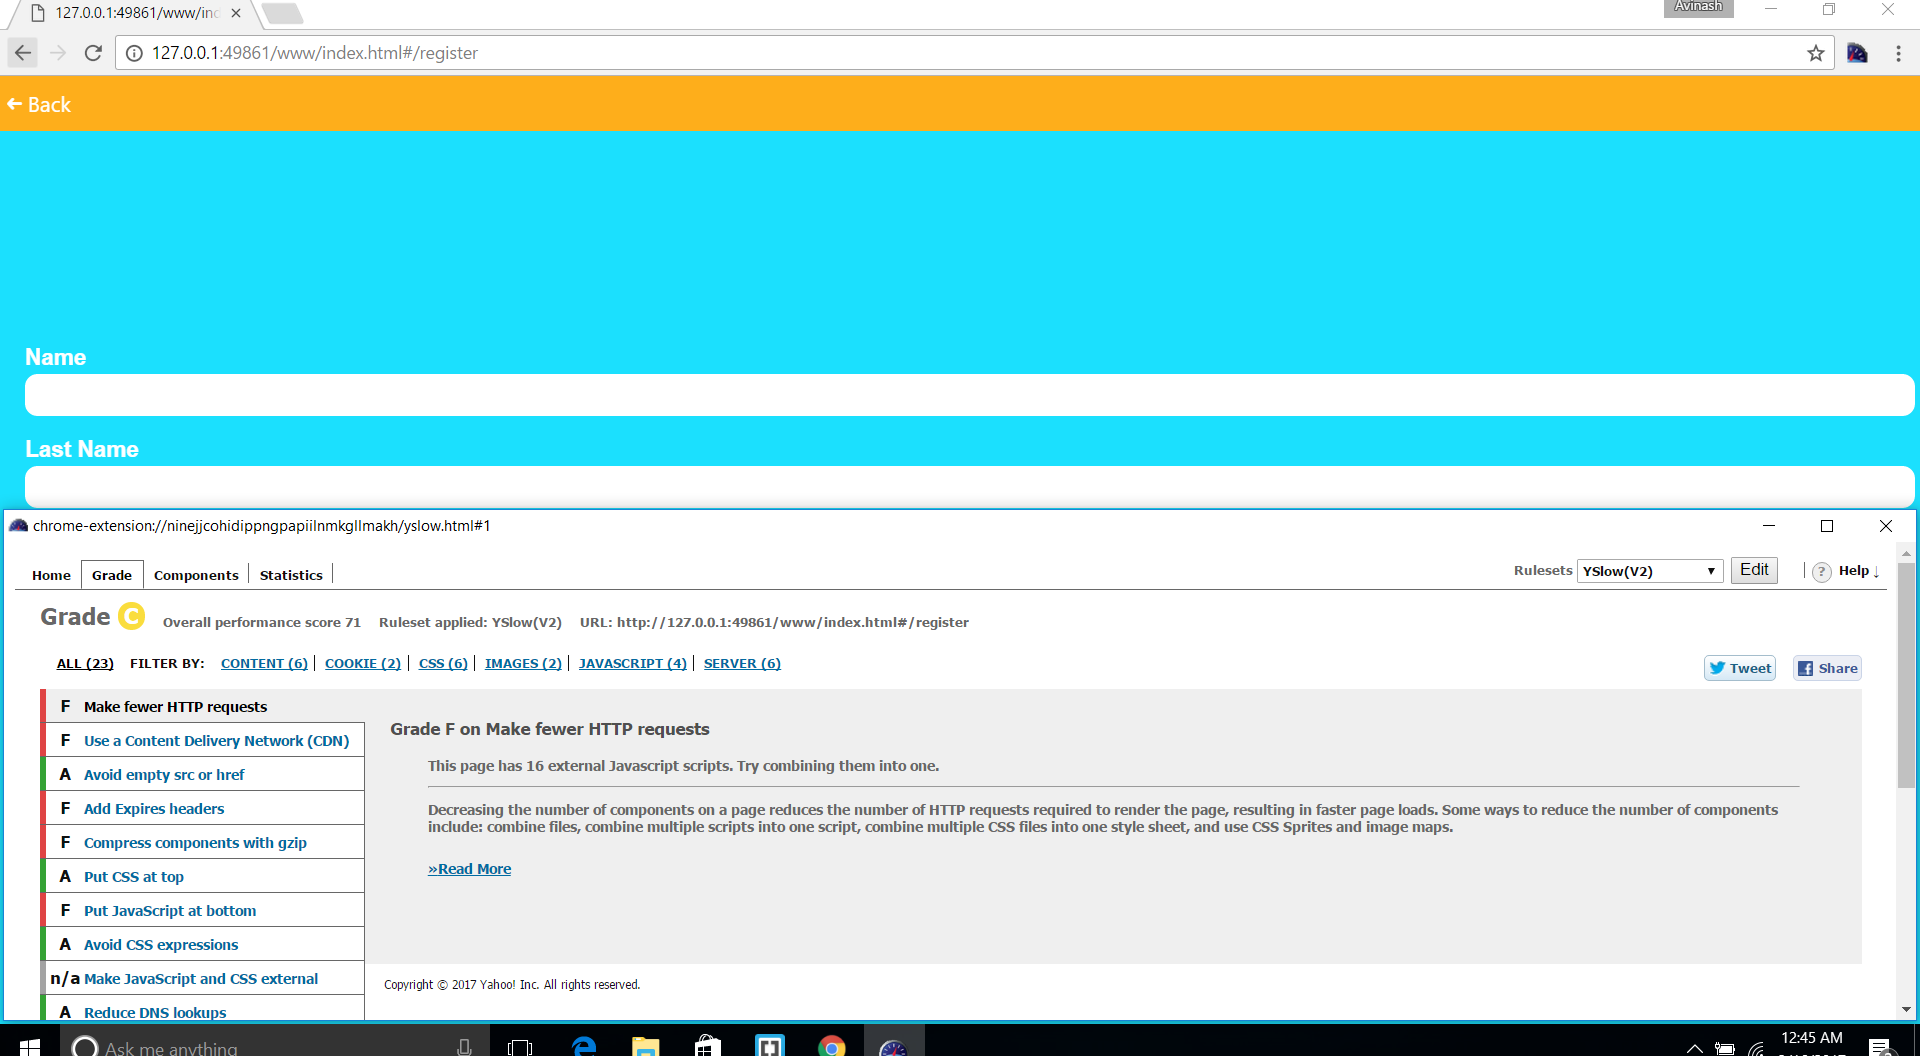 127.0.0.1:49861/www/inc
Avinash
127.0.0.1:49861/www/index.html#/register
Back
Name
Last Name
chrome-extension://ninejjcohidippngpapiilnmkgllmakh/yslow.html#1
Home Grade Components Statistics
Rulesets YSlow(V2) Edit ? Help ↓
Grade C Overall performance score 71 Ruleset applied: YSlow(V2) URL: http://127.0.0.1:49861/www/index.html#/register
ALL (23) FILTER BY: CONTENT (6) COOKIE (2) CSS (6) IMAGES (2) JAVASCRIPT (4) SERVER (6)
Tweet Share
F Make fewer HTTP requests
F Use a Content Delivery Network (CDN)
A Avoid empty src or href
F Add Expires headers
F Compress components with gzip
A Put CSS at top
F Put JavaScript at bottom
A Avoid CSS expressions
n/a Make JavaScript and CSS external
A Reduce DNS lookups
Grade F on Make fewer HTTP requests
This page has 16 external Javascript scripts. Try combining them into one.
Decreasing the number of components on a page reduces the number of HTTP requests required to render the page, resulting in faster page loads. Some ways to reduce the number of components
include: combine files, combine multiple scripts into one script, combine multiple CSS files into one style sheet, and use CSS Sprites and image maps.
»Read More
Copyright © 2017 Yahoo! Inc. All rights reserved.
Ask me anything
12:45 AM